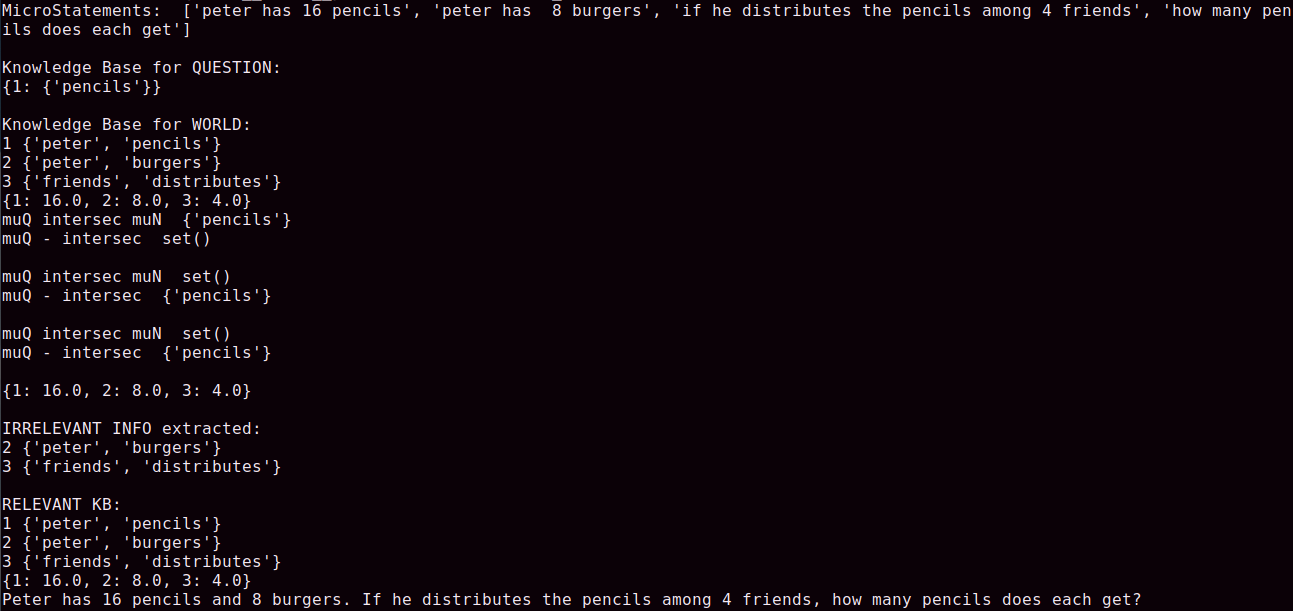 MicroStatements:  ['peter has 16 pencils', 'peter has  8 burgers', 'if he distributes the pencils among 4 friends', 'how many pen
ils does each get']
Knowledge Base for QUESTION:
{1: {'pencils'}}
Knowledge Base for WORLD:
1 {'peter', 'pencils'}
2 {'peter', 'burgers'}
3 {'friends', 'distributes'}
{1: 16.0, 2: 8.0, 3: 4.0}
muQ intersec muN  {'pencils'}
muQ - intersec  set()
muQ intersec muN  set()
muQ - intersec  {'pencils'}
muQ intersec muN  set()
muQ - intersec  {'pencils'}
{1: 16.0, 2: 8.0, 3: 4.0}
IRRELEVANT INFO extracted:
2 {'peter', 'burgers'}
3 {'friends', 'distributes'}
RELEVANT KB:
1 {'peter', 'pencils'}
2 {'peter', 'burgers'}
3 {'friends', 'distributes'}
{1: 16.0, 2: 8.0, 3: 4.0}
Peter has 16 pencils and 8 burgers. If he distributes the pencils among 4 friends, how many pencils does each get?